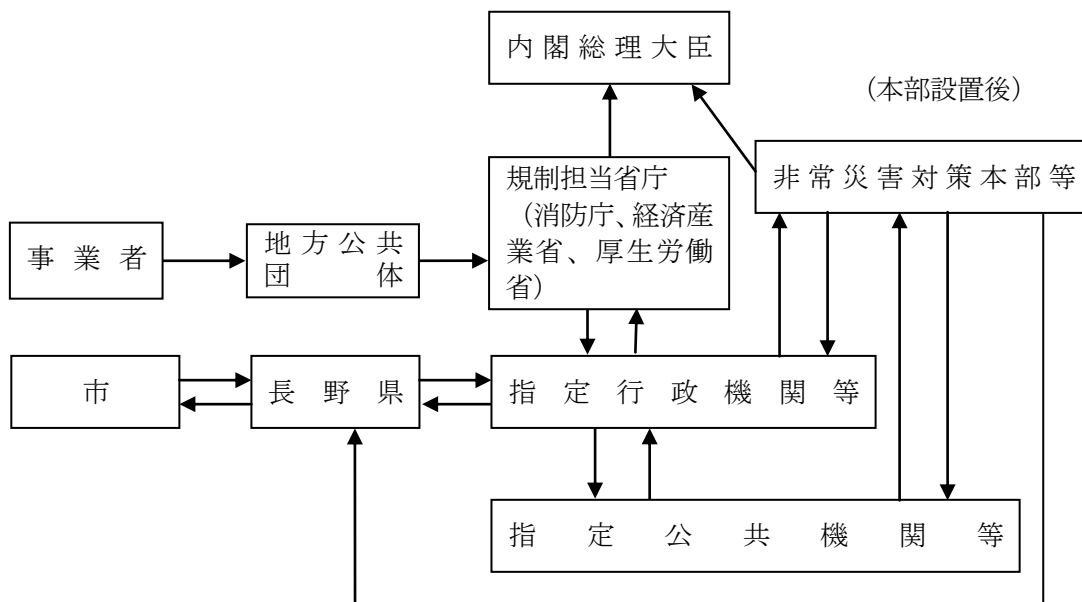 内閣総理大臣
（本部設置後）
規制担当省庁
（消防庁、経済産
業省、厚生労働
省）
非常災害対策本部等
事業者
地方公共
団体
市
長野県
指定行政機関等
指定公共機関等